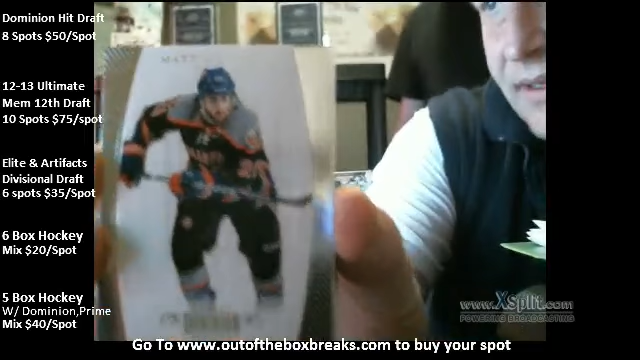 Dominion Hit Draft
8 Spots $50/Spot
12-13 Ultimate
Mem 12th Draft
10 Spots $75/spot
Elite & Artifacts
Divisional Draft
6 spots $35/Spot
6 Box Hockey
Mix $20/Spot
5 Box Hockey
W/ Dominion,Prime
Mix $40/Spot
MATT
www.XSplit.com
POWERING BROADCASTING
Go To www.outoftheboxbreaks.com to buy your spot